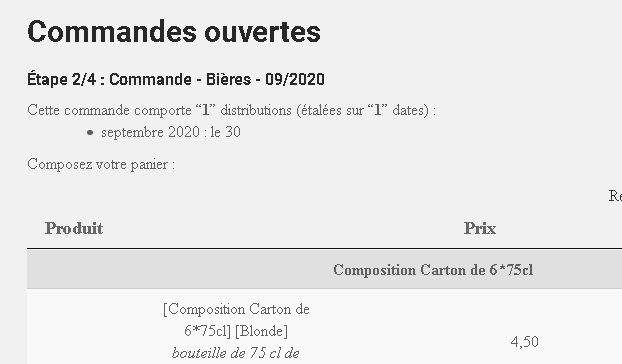 Commandes ouvertes
Étape 2/4 : Commande - Bières - 09/2020
Cette commande comporte “1” distributions (étalées sur “1” dates) :
• septembre 2020 : le 30
Composez votre panier :
Produit Prix
Composition Carton de 6*75cl
[Composition Carton de
6*75cl] [Blonde]
4,50
bouteille de 75 cl de